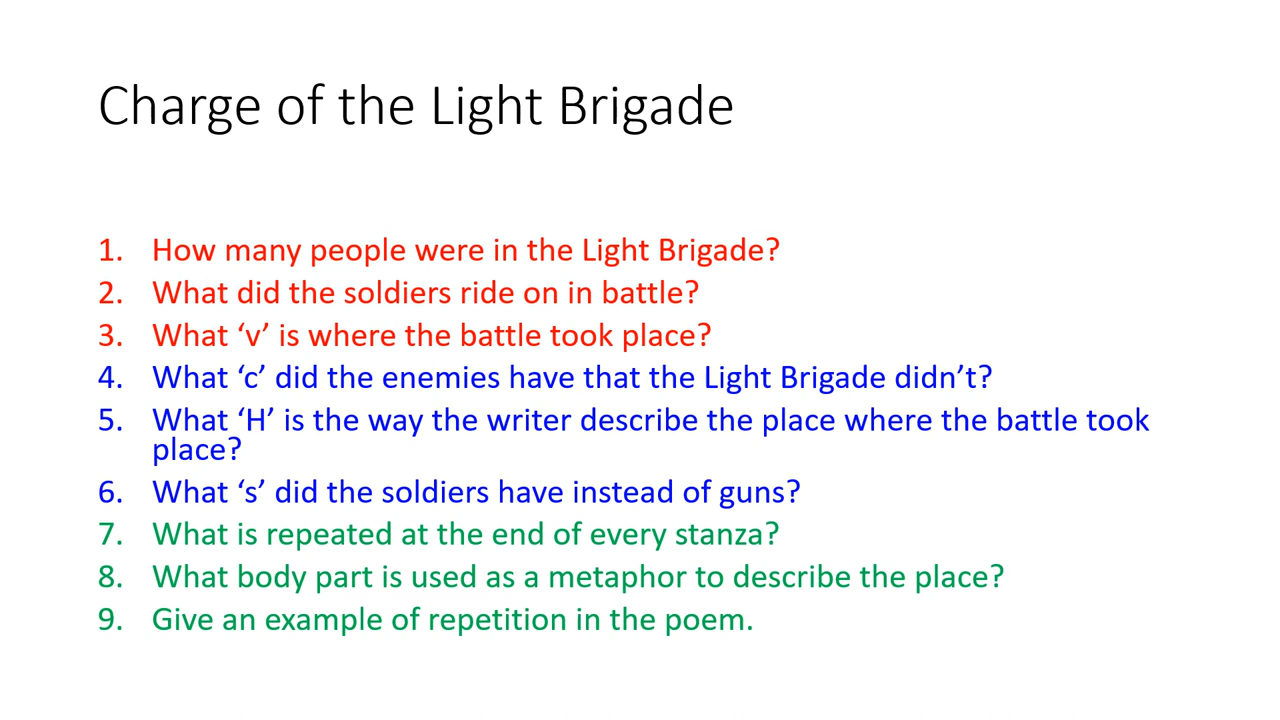 Charge of the Light Brigade
1. How many people were in the Light Brigade?
2. What did the soldiers ride on in battle?
3. What ‘v’ is where the battle took place?
4. What ‘c’ did the enemies have that the Light Brigade didn’t?
5. What ‘H’ is the way the writer describe the place where the battle took
place?
6. What ‘s’ did the soldiers have instead of guns?
7. What is repeated at the end of every stanza?
8. What body part is used as a metaphor to describe the place?
9. Give an example of repetition in the poem.